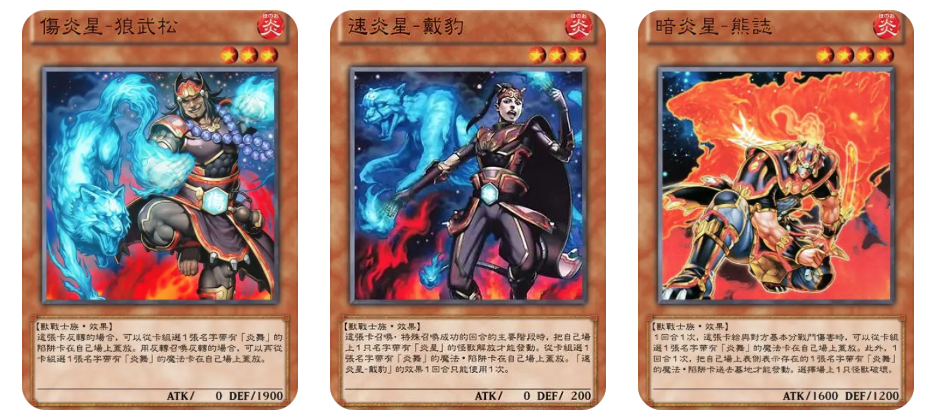 傷炎星-狼武松
ほのお
炎
【獸戰士族・效果】
這張卡反轉的場合，可以從卡組選1張名字帶有「炎舞」的
陷阱卡在自己場上蓋放。用反轉召喚反轉的場合，可以再從
卡組選1張名字帶有「炎舞」的魔法卡在自己場上蓋放。
ATK/ 0 DEF/1900
速炎星-戴豹
ほのお
炎
【獸戰士族・效果】
這張卡召喚・特殊召喚成功的回合的主要階段時，把自己場
上1只名字帶有「炎星」的怪獸解放才能發動。從卡組選1
張名字帶有「炎舞」的魔法・陷阱卡在自己場上蓋放。「速
炎星-戴豹」的效果1回合只能使用1次。
ATK/ 0 DEF/ 200
暗炎星-熊誌
ほのお
炎
【獸戰士族・效果】
1回合1次，這張卡給與對方基本分戰鬥傷害時，可以從卡組
選1張名字帶有「炎舞」的魔法卡在自己場上蓋放。此外，1
回合1次，把自己場上表側表示存在的1張名字帶有「炎舞」
的魔法・陷阱卡送去墓地才能發動。選擇場上1只怪獸破壞。
ATK/1600 DEF/1200